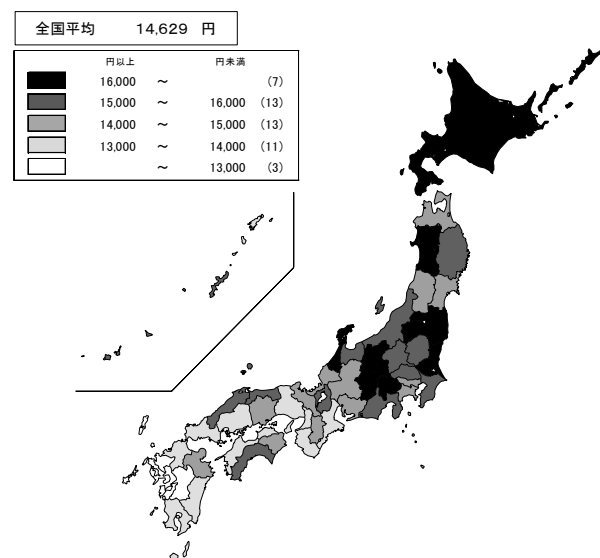 全国平均 14,629 円
円以上 円未満
16,000 ～ (7)
15,000 ～ 16,000 (13)
14,000 ～ 15,000 (13)
13,000 ～ 14,000 (11)
～ 13,000 (3)